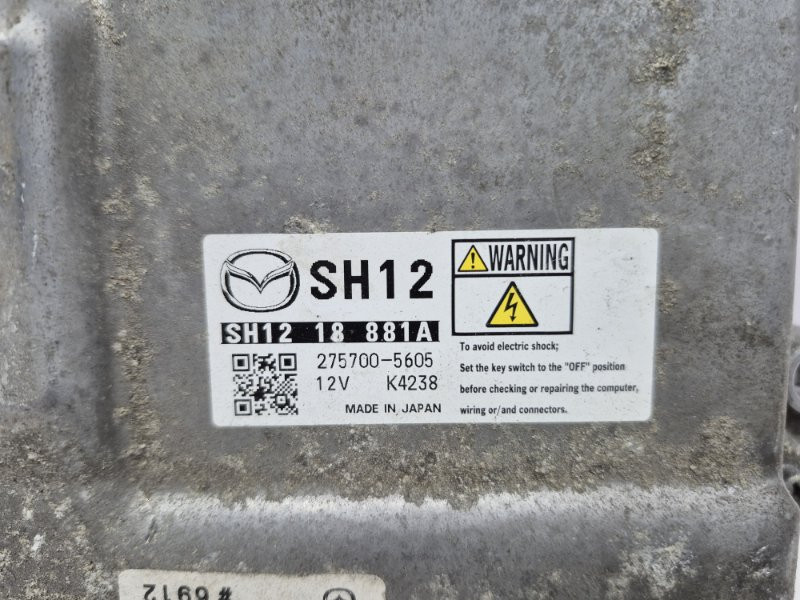 SH12
WARNING
SH12 18 881A
275700-5605
12V K4238
MADE IN JAPAN
To avoid electric shock;
Set the key switch to the "OFF" position
before checking or repairing the computer,
wiring or/and connectors.
# 6912